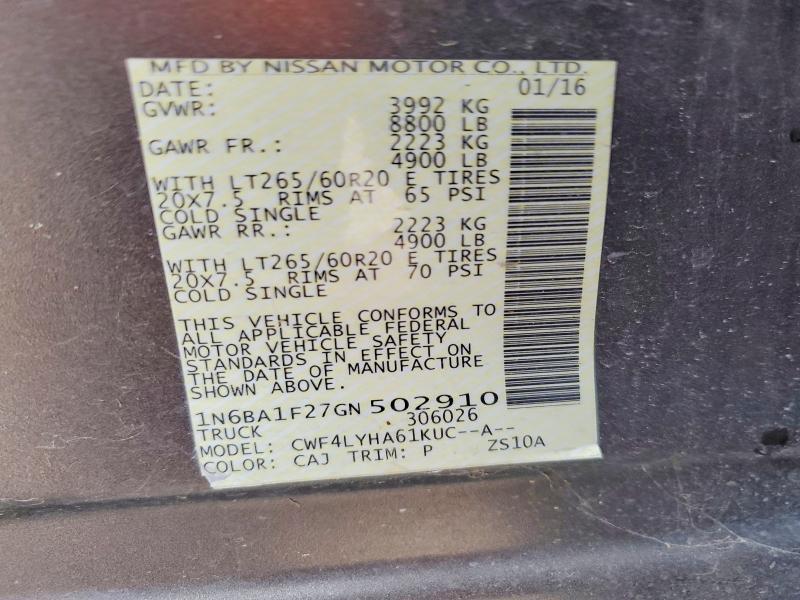 MFD BY NISSAN MOTOR CO., LTD.
DATE: 01/16
GVWR: 3992 KG
8800 LB
GAWR FR.: 2223 KG
4900 LB
WITH LT265/60R20 E TIRES
20X7.5 RIMS AT 65 PSI
COLD SINGLE
GAWR RR.: 2223 KG
4900 LB
WITH LT265/60R20 E TIRES
20X7.5 RIMS AT 70 PSI
COLD SINGLE
THIS VEHICLE CONFORMS TO
ALL APPLICABLE FEDERAL
MOTOR VEHICLE SAFETY
STANDARDS IN EFFECT ON
THE DATE OF MANUFACTURE
SHOWN ABOVE.
1N6BA1F27GN502910
TRUCK 306026
MODEL: CWF4LYHA61KUC--A--
COLOR: CAJ TRIM: P ZS10A